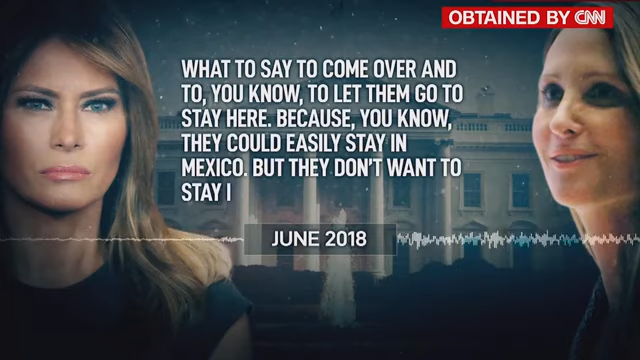 OBTAINED BY CNN
WHAT TO SAY TO COME OVER AND
TO, YOU KNOW, TO LET THEM GO TO
STAY HERE. BECAUSE, YOU KNOW,
THEY COULD EASILY STAY IN
MEXICO. BUT THEY DON'T WANT TO
STAY I
JUNE 2018